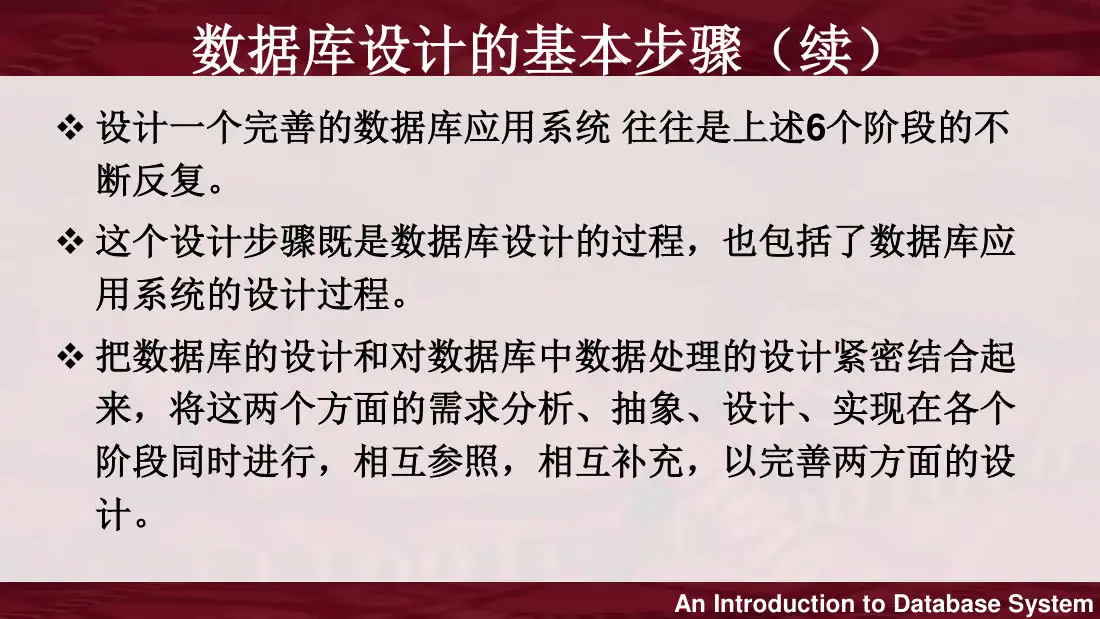 数据库设计的基本步骤（续）
❖ 设计一个完善的数据库应用系统 往往是上述6个阶段的不
断反复。
❖ 这个设计步骤既是数据库设计的过程，也包括了数据库应
用系统的设计过程。
❖ 把数据库的设计和对数据库中数据处理的设计紧密结合起
来，将这两个方面的需求分析、抽象、设计、实现在各个
阶段同时进行，相互参照，相互补充，以完善两方面的设
计。
An Introduction to Database System